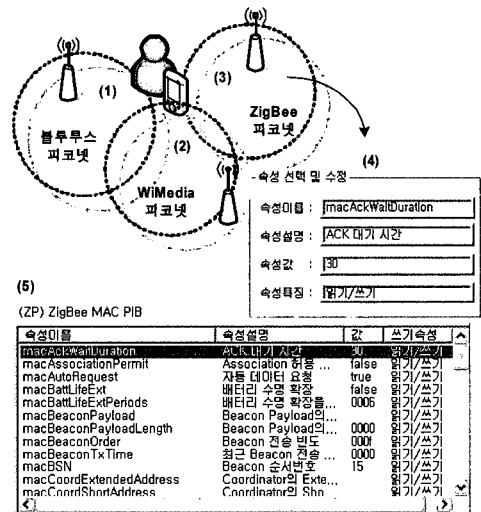 (1)
(3)
블루투스
피코넷
(2)
ZigBee
피코넷
WiMedia
피코넷
(4)
속성 선택 및 수정
속성이름 : macAckWaitDuration
속성설명 : ACK 대기 시간
속성값 : 30
속성특징 : 읽기/쓰기
(5)
(ZP) ZigBee MAC PIB
속성이름 속성설명 값 쓰기속성
macAckWaitDuration ACK 대기 시간 30 읽기/쓰기
macAssociationPermit Association 허용 ... false 읽기/쓰기
macAutoRequest 자동 데이터 요청 true 읽기/쓰기
macBattLifeExt 배터리 수명 확장 false 읽기/쓰기
macBattLifeExtPeriods 배터리 수명 확장을 ... 0006 읽기/쓰기
macBeaconPayload Beacon Payload의... 읽기/쓰기
macBeaconPayloadLength Beacon Payload의... 0000 읽기/쓰기
macBeaconOrder Beacon 전송 빈도 000f 읽기/쓰기
macBeaconTxTime 최근 Beacon 전송 ... 0000 읽기/쓰기
macBSN Beacon 순서번호 15 읽기/쓰기
macCoordExtendedAddress Coordinator의 Exte... 읽기/쓰기
macCoordShortAddress Coordinator의 Sho... 읽기/쓰기